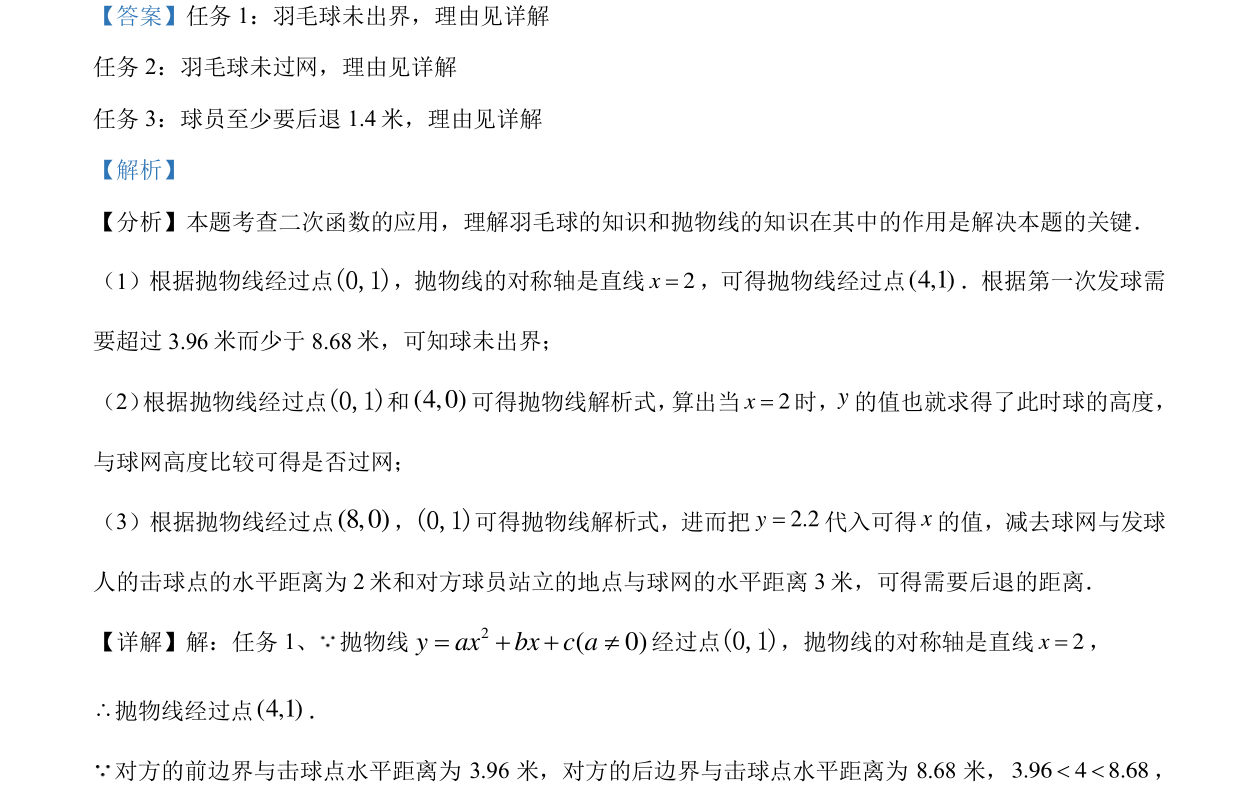 【答案】任务 1：羽毛球未出界，理由见详解
任务 2：羽毛球未过网，理由见详解
任务 3：球员至少要后退 1.4 米，理由见详解
【解析】
【分析】本题考查二次函数的应用，理解羽毛球的知识和抛物线的知识在其中的作用是解决本题的关键．
（1）根据抛物线经过点(0,1)，抛物线的对称轴是直线 x = 2，可得抛物线经过点(4,1)．根据第一次发球需
要超过 3.96 米而少于 8.68 米，可知球未出界；
（2）根据抛物线经过点(0,1)和(4,0)可得抛物线解析式，算出当 x = 2 时，y 的值也就求得了此时球的高度，
与球网高度比较可得是否过网；
（3）根据抛物线经过点(8,0)，(0,1)可得抛物线解析式，进而把 y = 2.2 代入可得 x 的值，减去球网与发球
人的击球点的水平距离为 2 米和对方球员站立的地点与球网的水平距离 3 米，可得需要后退的距离．
【详解】解：任务 1、∵抛物线 y = ax² + bx + c(a ≠ 0) 经过点(0,1)，抛物线的对称轴是直线 x = 2，
∴抛物线经过点(4,1)．
∵对方的前边界与击球点水平距离为 3.96 米，对方的后边界与击球点水平距离为 8.68 米，3.96 < 4 < 8.68，